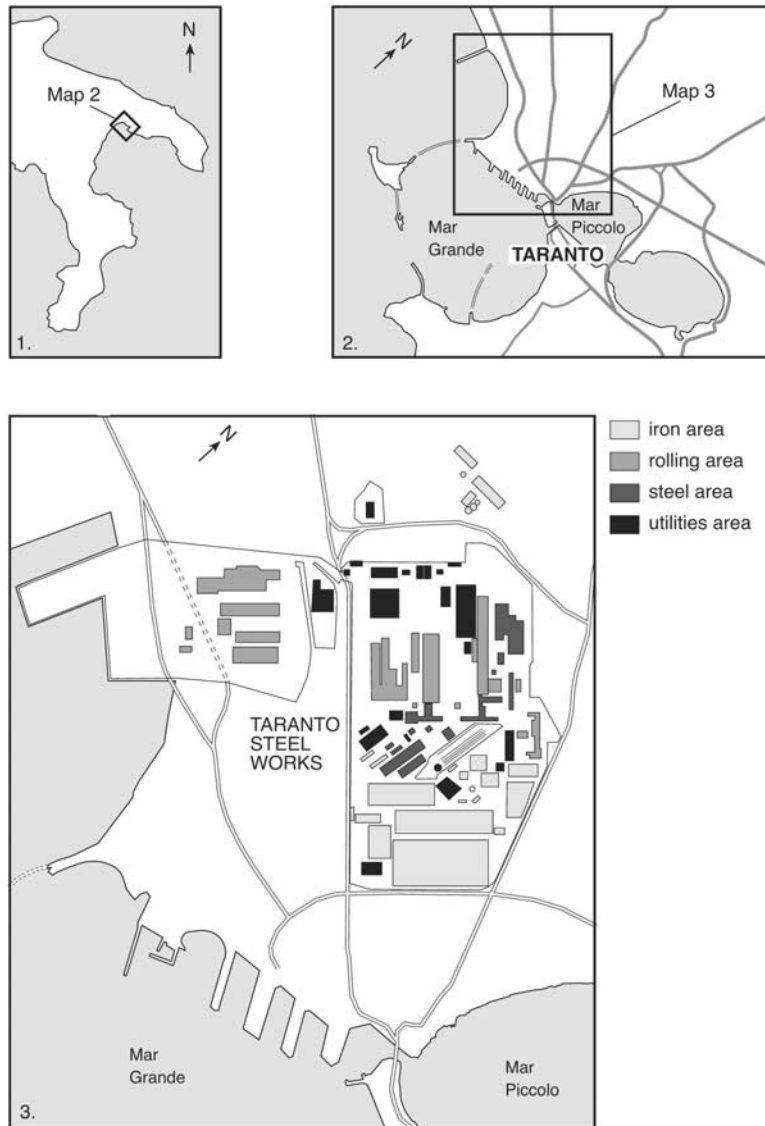 N
Map 2
1.
N
Map 3
Mar
Piccolo
Mar
Grande
TARANTO
2.
iron area
rolling area
steel area
utilities area
N
TARANTO
STEEL
WORKS
Mar
Grande
Mar
Piccolo
3.